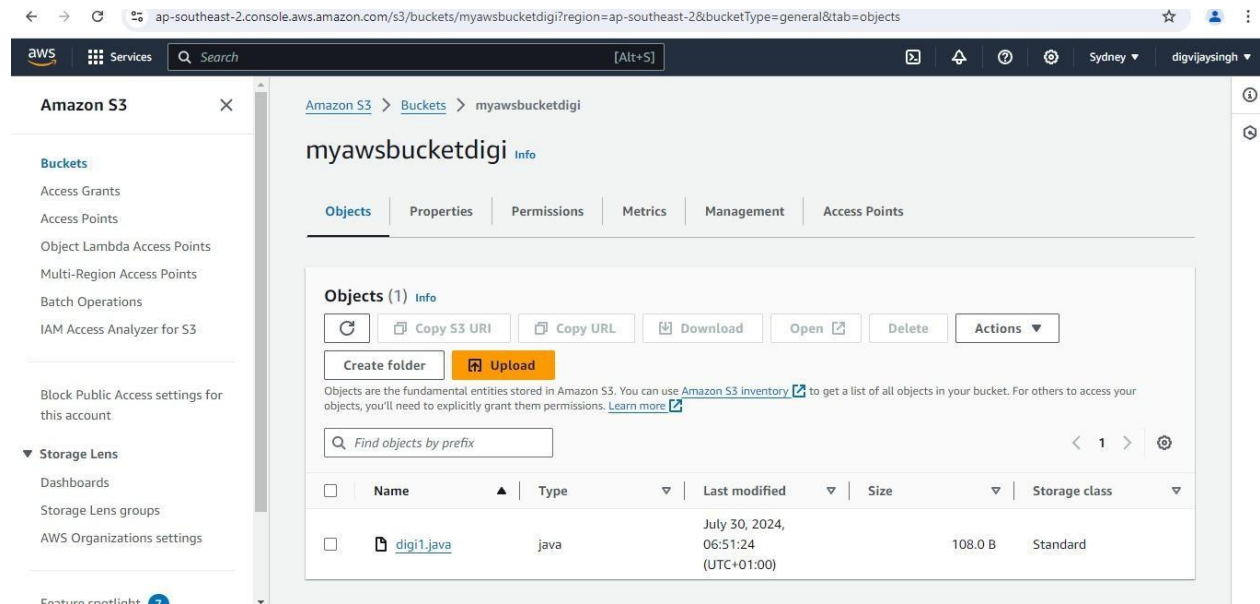 ap-southeast-2.console.aws.amazon.com/s3/buckets/myawsbucketdigi?region=ap-southeast-2&bucketType=general&tab=objects
aws Services Search [Alt+S] Sydney digvijaysingh
Amazon S3
Buckets
Access Grants
Access Points
Object Lambda Access Points
Multi-Region Access Points
Batch Operations
IAM Access Analyzer for S3
Block Public Access settings for
this account
Storage Lens
Dashboards
Storage Lens groups
AWS Organizations settings
Feature spotlight 7
Amazon S3 > Buckets > myawsbucketdigi
myawsbucketdigi Info
Objects Properties Permissions Metrics Management Access Points
Objects (1) Info
Copy S3 URI Copy URL Download Open Delete Actions
Create folder Upload
Objects are the fundamental entities stored in Amazon S3. You can use Amazon S3 inventory to get a list of all objects in your bucket. For others to access your
objects, you'll need to explicitly grant them permissions. Learn more
Find objects by prefix < 1 >
Name Type Last modified Size Storage class
digi1.java java July 30, 2024, 108.0 B Standard
06:51:24
(UTC+01:00)